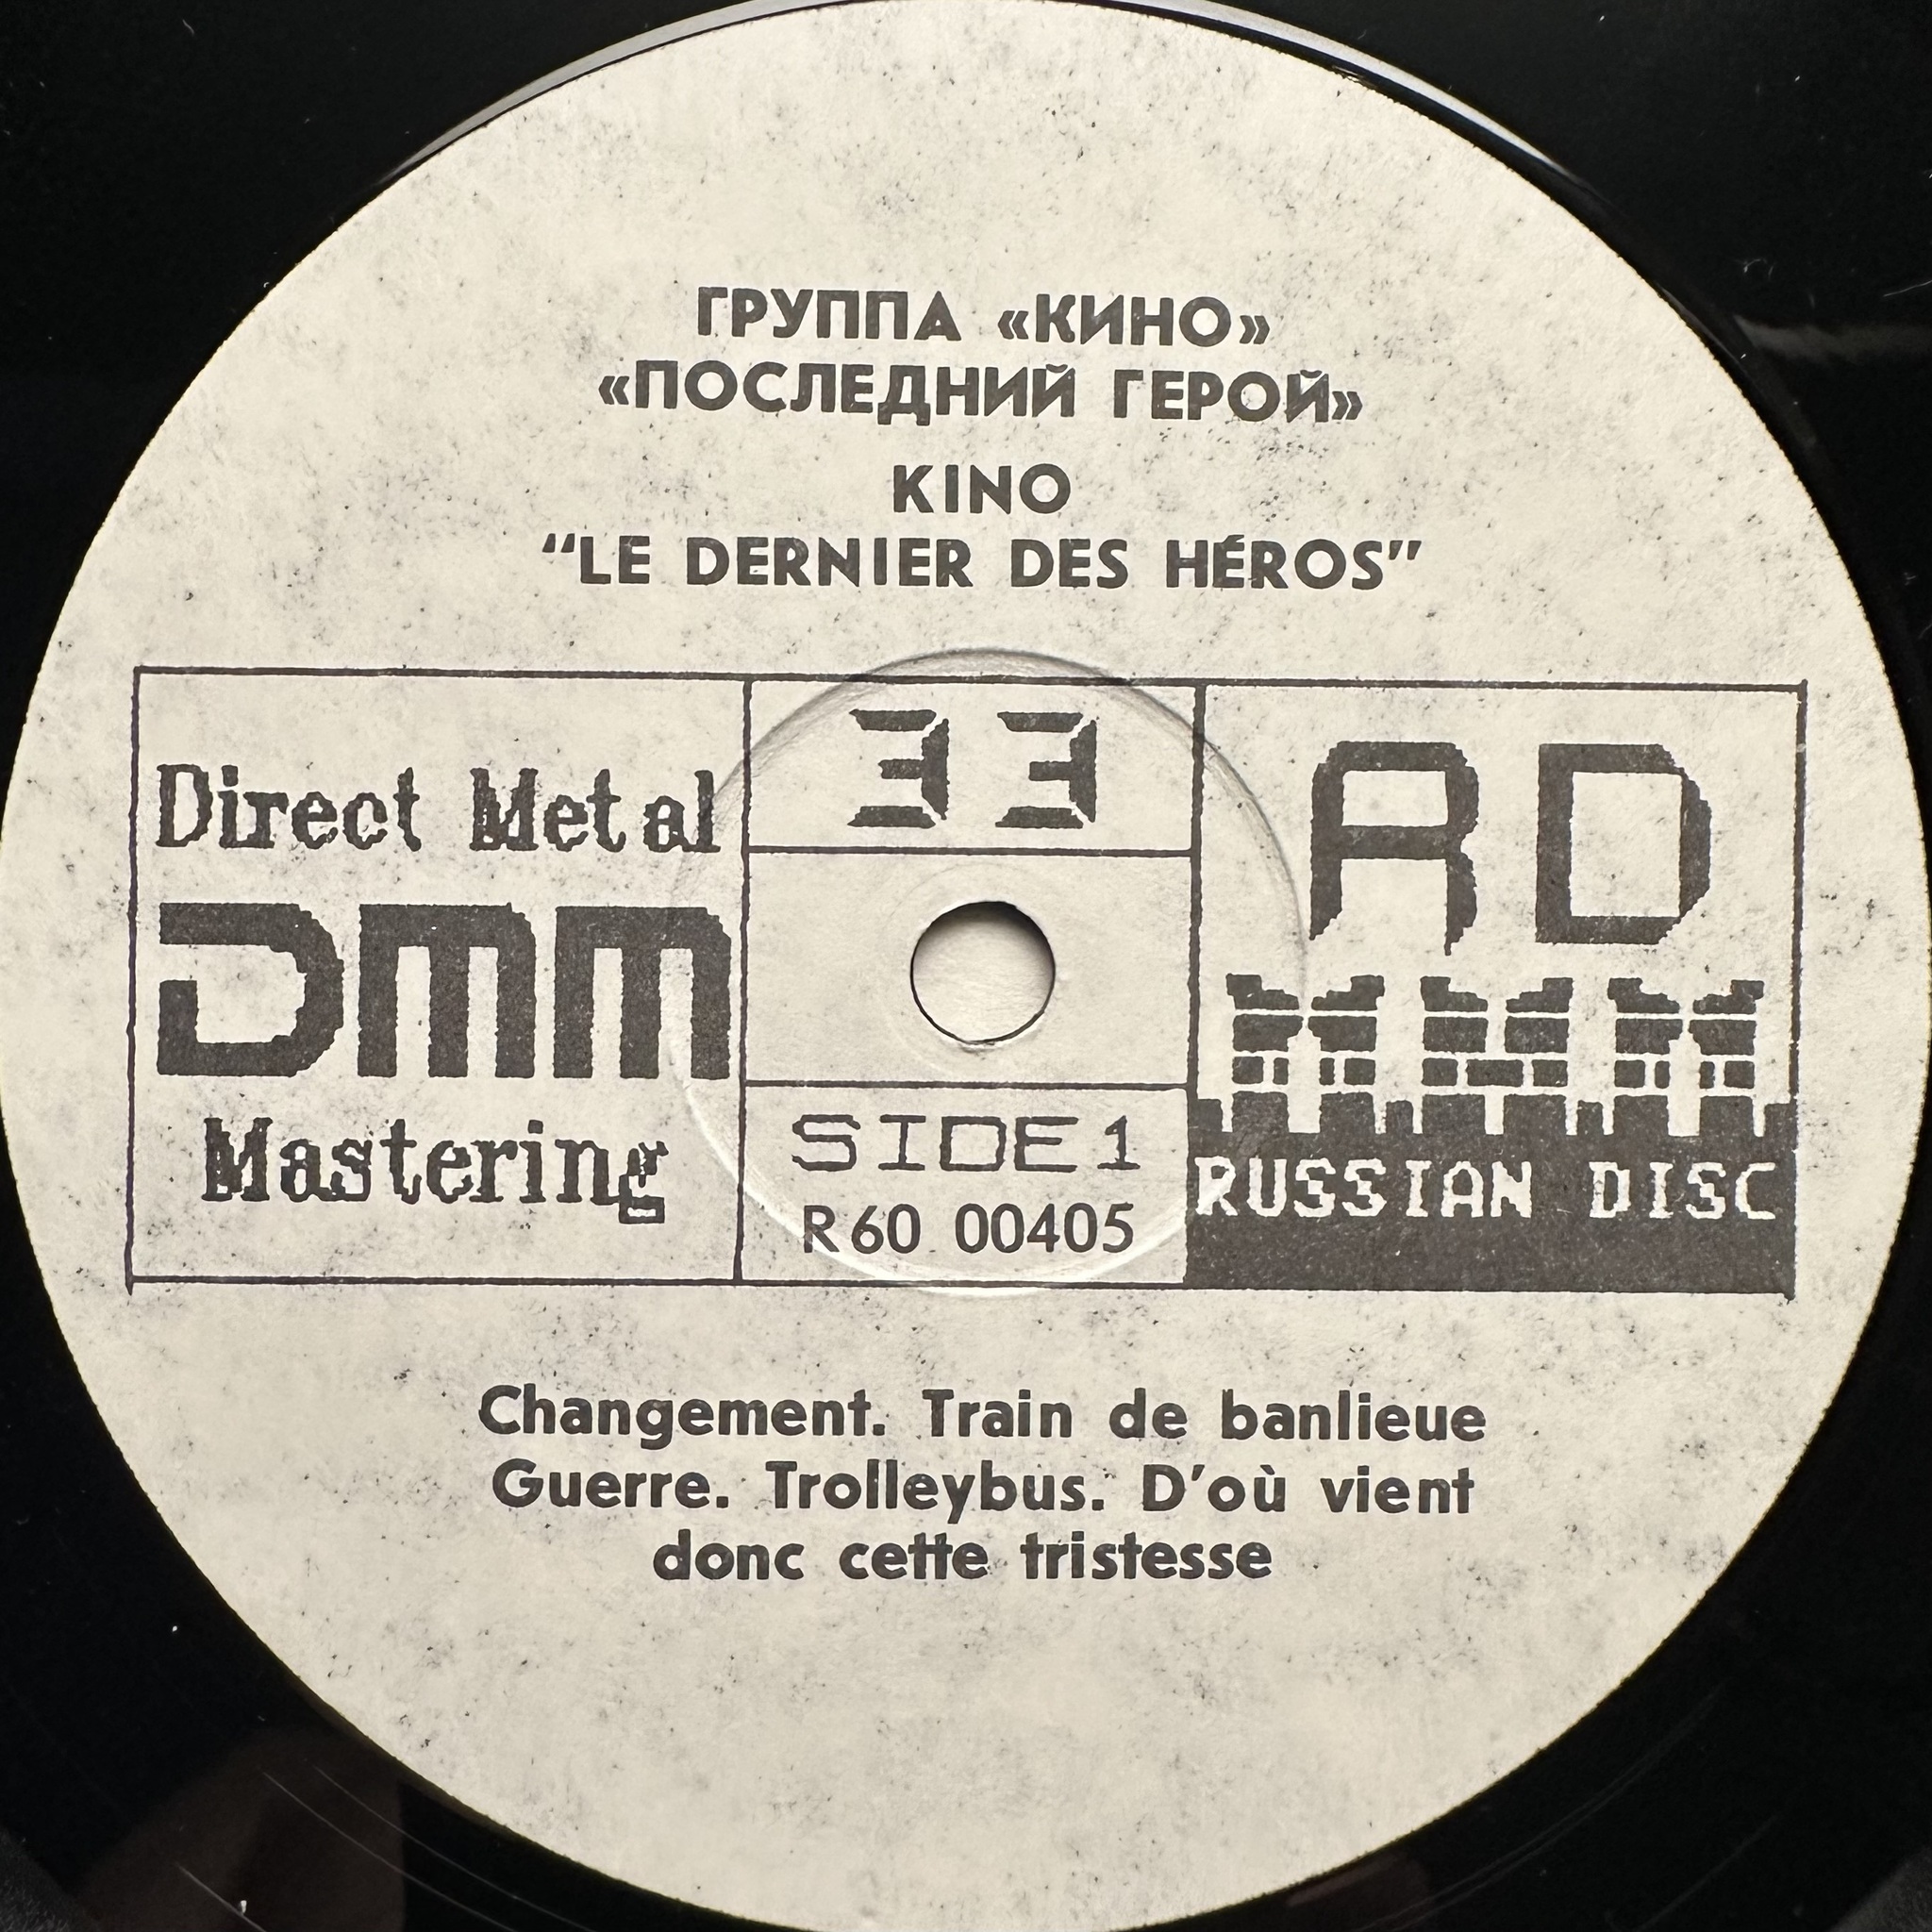 ГРУППА «КИНО»
«ПОСЛЕДНИЙ ГЕРОЙ»
KINO
“LE DERNIER DES HÉROS”
Direct Metal
DMM
Mastering
33
SIDE 1
R60 00405
RD
RUSSIAN DISC
Changement. Train de banlieue
Guerre. Trolleybus. D’où vient
donc cette tristesse